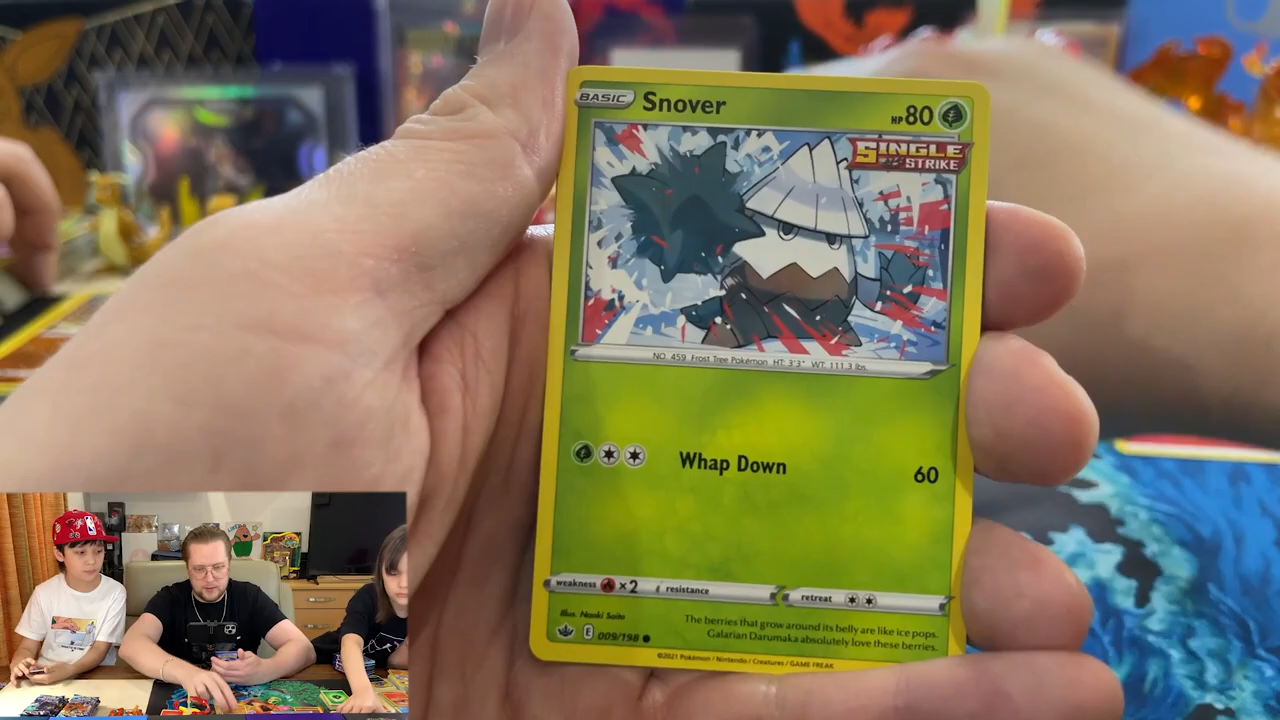 BASIC Snover HP 80
SINGLE STRIKE
NO. 459 Frost Tree Pokémon HT: 3'3" WT: 111.3 lbs.
Whap Down 60
weakness ×2 resistance retreat
Illus. Naoki Saito
The berries that grow around its belly are like ice pops.
Galarian Darumaka absolutely love these berries.
E 009/198
©2021 Pokémon / Nintendo / Creatures / GAME FREAK